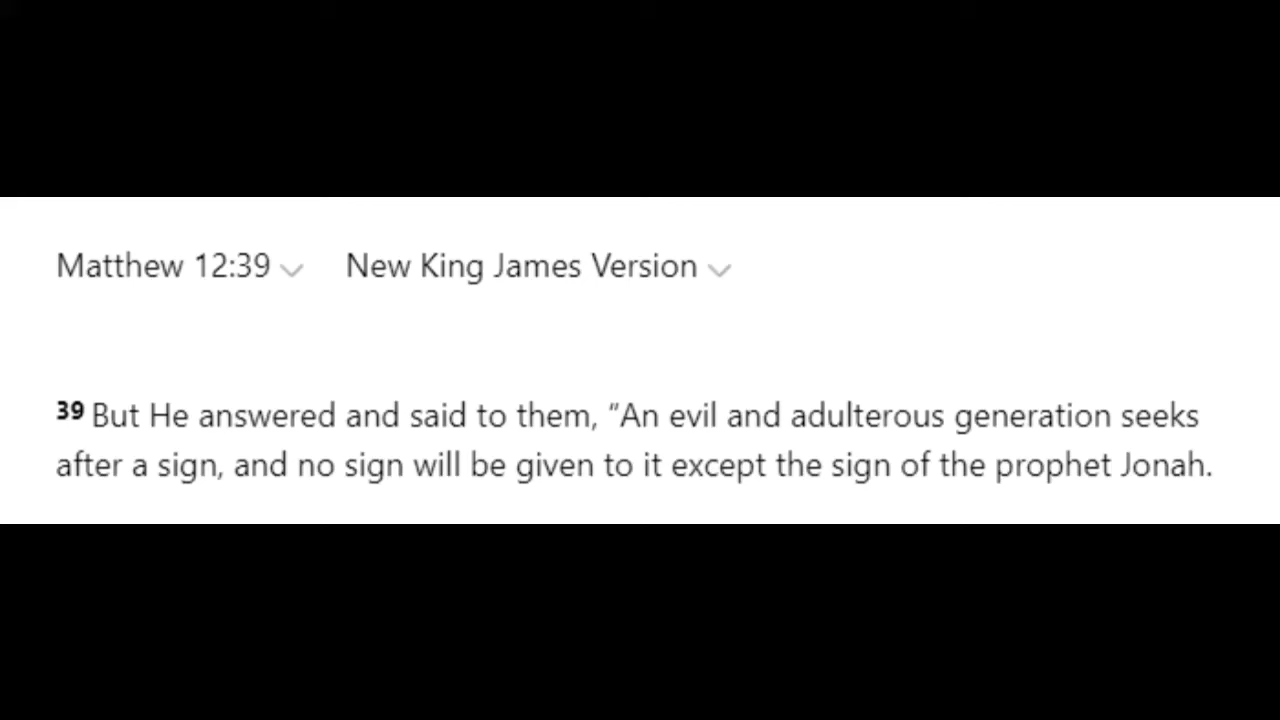 Matthew 12:39 New King James Version
39 But He answered and said to them, “An evil and adulterous generation seeks
after a sign, and no sign will be given to it except the sign of the prophet Jonah.